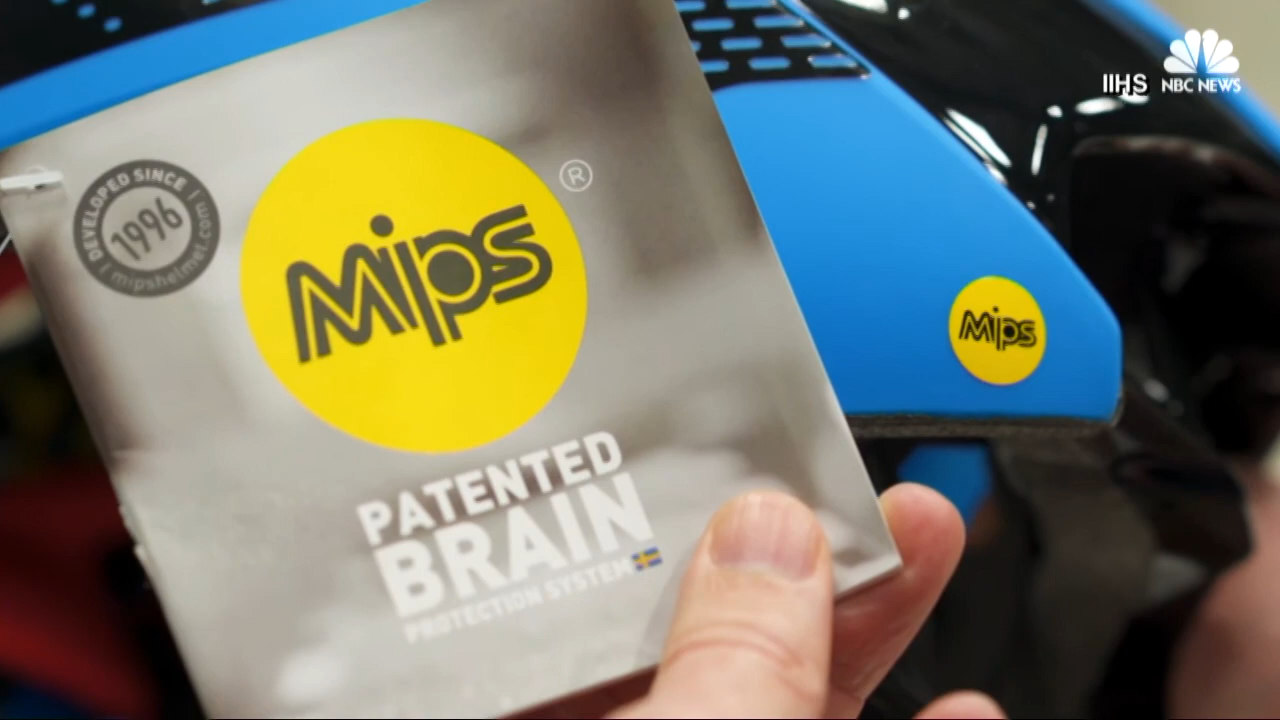 IIHS NBC NEWS
DEVELOPED SINCE
1996
mipshelmet.com
Mips
®
PATENTED
BRAIN
PROTECTION SYSTEM
Mips